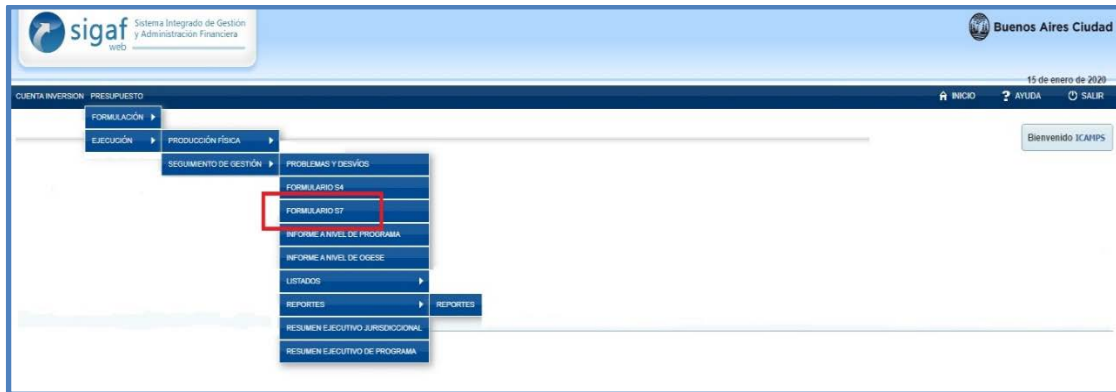 sigaf web Sistema Integrado de Gestión y Administración Financiera
Buenos Aires Ciudad
15 de enero de 2020
CUENTA INVERSION PRESUPUESTO INICIO ? AYUDA SALIR
FORMULACIÓN
Bienvenido ICAMPS
EJECUCIÓN PRODUCCIÓN FÍSICA
SEGUIMIENTO DE GESTIÓN PROBLEMAS Y DESVÍOS
FORMULARIO S4
FORMULARIO S7
INFORME A NIVEL DE PROGRAMA
INFORME A NIVEL DE OGESE
LISTADOS
REPORTES REPORTES
RESUMEN EJECUTIVO JURISDICCIONAL
RESUMEN EJECUTIVO DE PROGRAMA